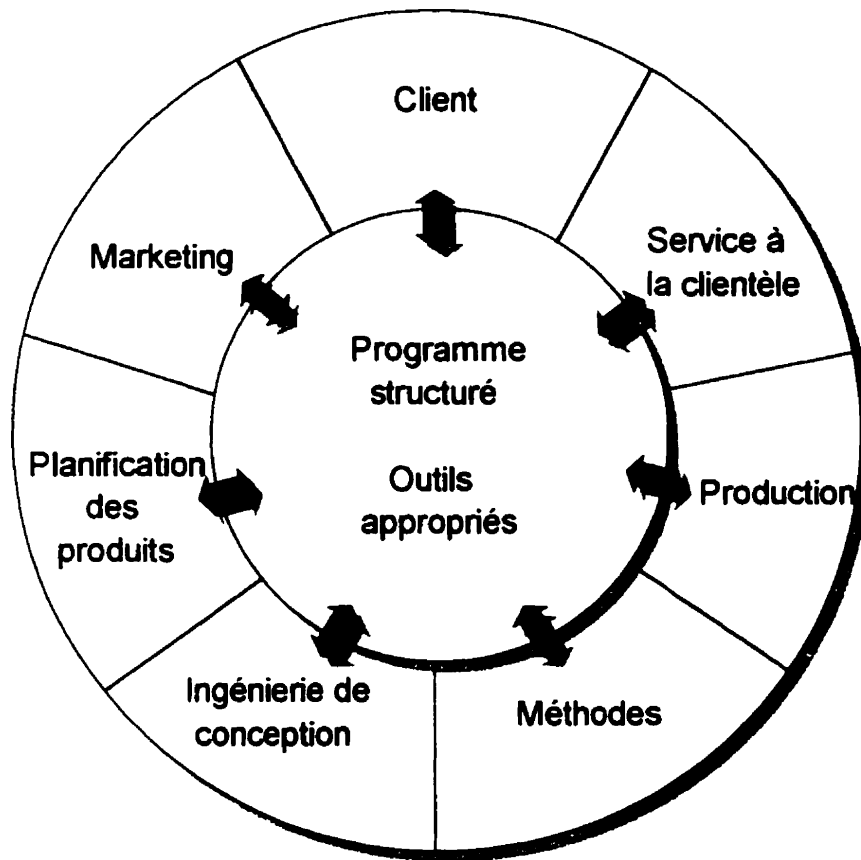 Client
Marketing
Service à
la clientèle
Programme
structuré
Planification
des
produits
Outils
appropriés
Production
Ingénierie de
conception
Méthodes